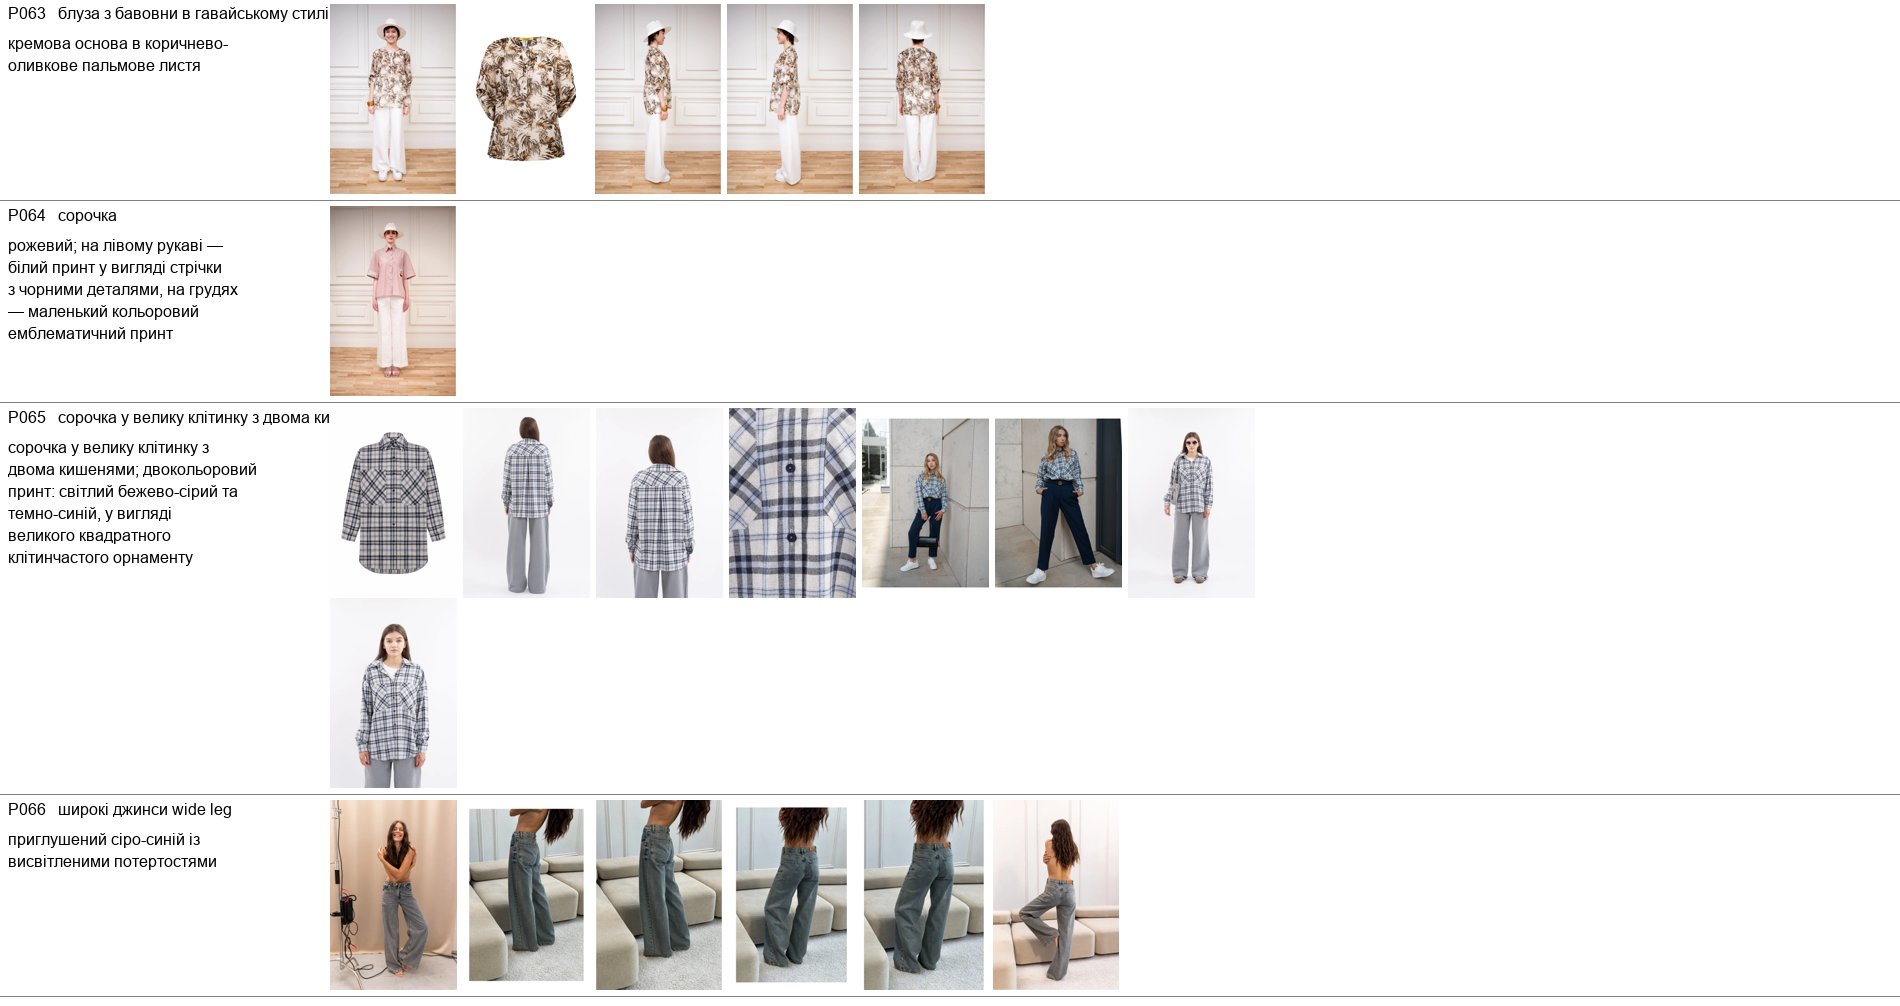 P063 блуза з бавовни в гавайському стилі
кремова основа в коричнево-
оливкове пальмове листя
P064 сорочка
рожевий; на лівому рукаві —
білий принт у вигляді стрічки
з чорними деталями, на грудях
— маленький кольоровий
емблематичний принт
P065 сорочка у велику клітинку з двома ки
сорочка у велику клітинку з
двома кишенями; двокольоровий
принт: світлий бежево-сірий та
темно-синій, у вигляді
великого квадратного
клітинчастого орнаменту
P066 широкі джинси wide leg
приглушений сіро-синій із
висвітленими потертостями